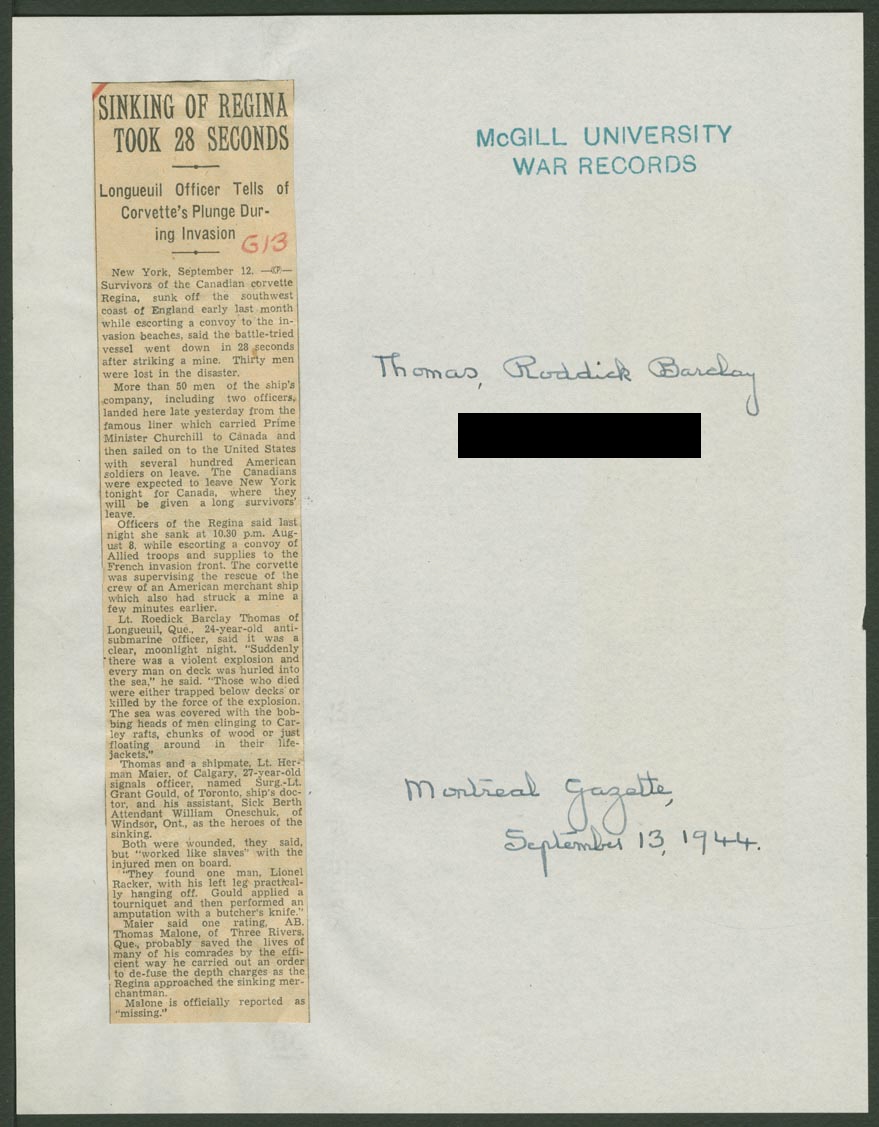 SINKING OF REGINA
TOOK 28 SECONDS
Longueuil Officer Tells of
Corvette's Plunge Dur-
ing Invasion
G13
New York, September 12. —CP—
Survivors of the Canadian corvette
Regina, sunk off the southwest
coast of England early last month
while escorting a convoy to the in-
vasion beaches, said the battle-tried
vessel went down in 28 seconds
after striking a mine. Thirty men
were lost in the disaster.
More than 50 men of the ship's
company, including two officers,
landed here late yesterday from the
famous liner which carried Prime
Minister Churchill to Canada and
then sailed on to the United States
with several hundred American
soldiers on leave. The Canadians
were expected to leave New York
tonight for Canada, where they
will be given a long survivors'
leave.
Officers of the Regina said last
night she sank at 10.30 p.m. Aug-
ust 8, while escorting a convoy of
Allied troops and supplies to the
French invasion front. The corvette
was supervising the rescue of the
crew of an American merchant ship
which also had struck a mine a
few minutes earlier.
Lt. Roedick Barclay Thomas of
Longueuil, Que., 24-year-old anti-
submarine officer, said it was a
clear, moonlight night. "Suddenly
there was a violent explosion and
every man on deck was hurled into
the sea," he said. "Those who died
were either trapped below decks or
killed by the force of the explosion.
The sea was covered with the bob-
bing heads of men clinging to Car-
ley rafts, chunks of wood or just
floating around in their life-
jackets."
Thomas and a shipmate, Lt. Her-
man Maier, of Calgary, 27-year-old
signals officer, named Surg.-Lt.
Grant Gould, of Toronto, ship's doc-
tor, and his assistant, Sick Berth
Attendant William Oneschuk, of
Windsor, Ont., as the heroes of the
sinking.
Both were wounded, they said,
but "worked like slaves" with the
injured men on board.
"They found one man, Lionel
Racker, with his left leg practical-
ly hanging off. Gould applied a
tourniquet and then performed an
amputation with a butcher's knife."
Maier said one rating, AB.
Thomas Malone, of Three Rivers,
Que., probably saved the lives of
many of his comrades by the effi-
cient way he carried out an order
to de-fuse the depth charges as the
Regina approached the sinking mer-
chantman.
Malone is officially reported as
"missing."
McGILL UNIVERSITY
WAR RECORDS
Thomas, Roddick Barclay
Montreal Gazette,
September 13, 1944.